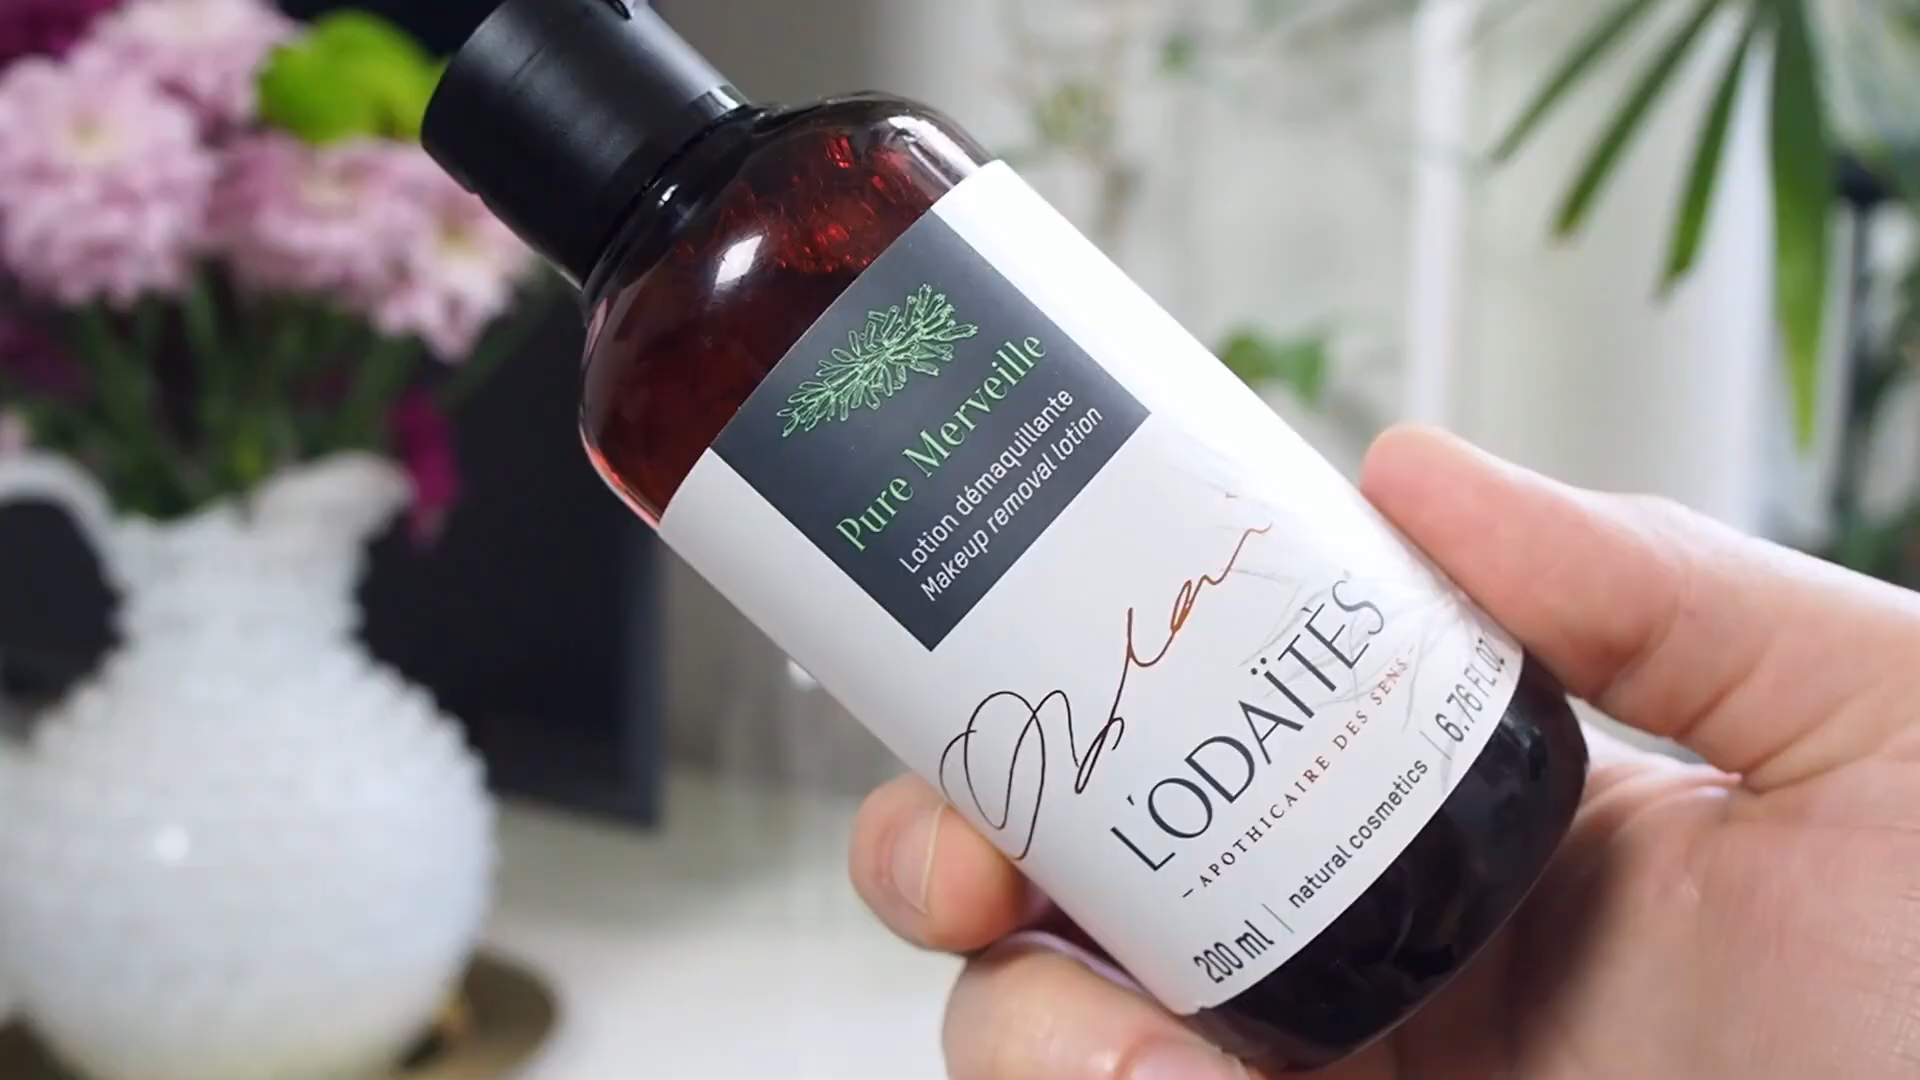 Pure Merveille
Lotion démaquillante
Makeup removal lotion
L'ODAÏTÈS
- APOTHICAIRE DES SENS -
200 ml | natural cosmetics | 6.76 FL OZ